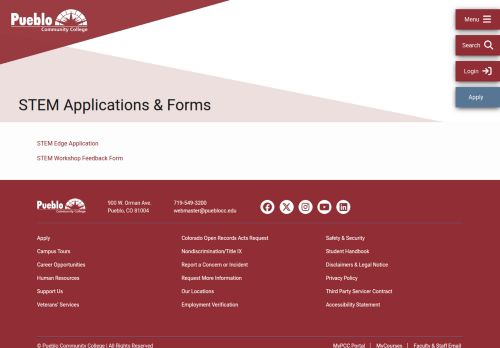 Pueblo
Community College
Menu
Search
Login
Apply
STEM Applications & Forms
STEM Edge Application
STEM Workshop Feedback Form
Pueblo
Community College
900 W. Orman Ave.
Pueblo, CO 81004
719-549-3200
webmaster@pueblocc.edu
Apply
Campus Tours
Career Opportunities
Human Resources
Support Us
Veterans' Services
Colorado Open Records Acts Request
Nondiscrimination/Title IX
Report a Concern or Incident
Request More Information
Our Locations
Employment Verification
Safety & Security
Student Handbook
Disclaimers & Legal Notice
Privacy Policy
Third Party Servicer Contract
Accessibility Statement
© Pueblo Community College | All Rights Reserved
MyPCC Portal
MyCourses
Faculty & Staff Email